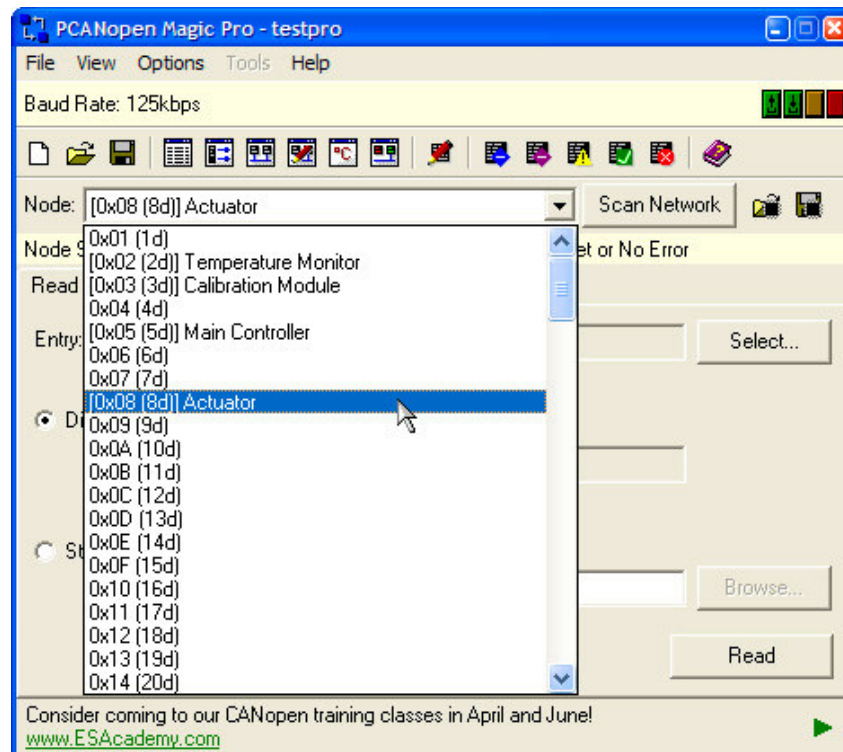 PCANopen Magic Pro - testpro
File View Options Tools Help
Baud Rate: 125kbps
Node: [0x08 (8d)] Actuator Scan Network
0x01 (1d)
Node et or No Error
[0x02 (2d)] Temperature Monitor
Read [0x03 (3d)] Calibration Module
0x04 (4d)
Entry: [0x05 (5d)] Main Controller Select...
0x06 (6d)
0x07 (7d)
[0x08 (8d)] Actuator
Di 0x09 (9d)
0x0A (10d)
0x0B (11d)
0x0C (12d)
0x0D (13d)
St 0x0E (14d)
0x0F (15d)
0x10 (16d) Browse...
0x11 (17d)
0x12 (18d)
0x13 (19d) Read
0x14 (20d)
Consider coming to our CANopen training classes in April and June!
www.ESAcademy.com